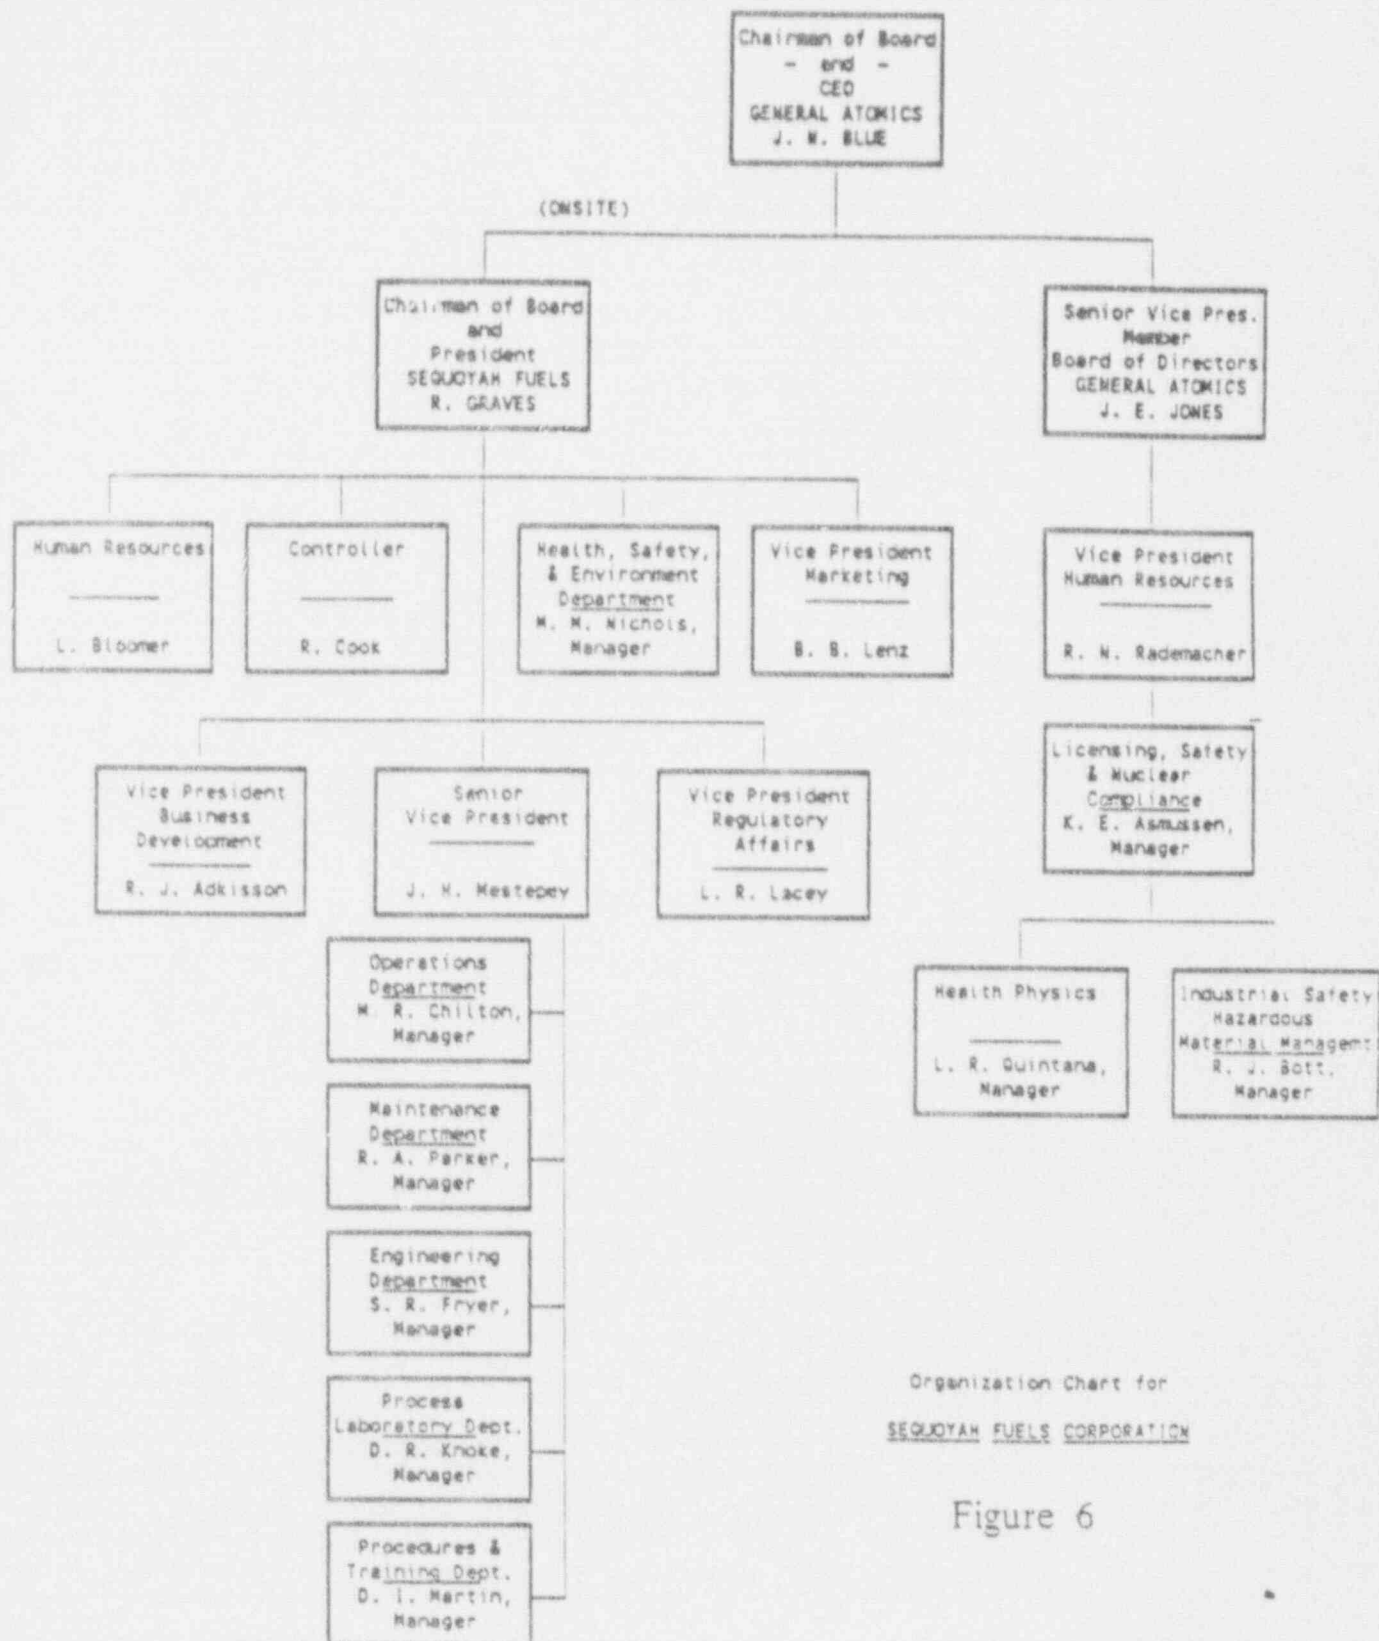 Chairman of Board
- and -
CEO
GENERAL ATOMICS
J. N. BLUE
(ONSITE)
Chairman of Board
and
President
SEQUOYAH FUELS
R. GRAVES
Senior Vice Pres.
Member
Board of Directors
GENERAL ATOMICS
J. E. JONES
Human Resources
L. Bloomer
Controller
R. Cook
Health, Safety,
& Environment
Department
M. M. Nichols,
Manager
Vice President
Marketing
B. B. Lenz
Vice President
Human Resources
R. N. Rademacher
Vice President
Business
Development
R. J. Adkisson
Senior
Vice President
J. H. Mestepey
Vice President
Regulatory
Affairs
L. R. Lacey
Licensing, Safety
& Nuclear
Compliance
K. E. Asmussen,
Manager
Operations
Department
M. R. Chilton,
Manager
Health Physics
L. R. Quintana,
Manager
Industrial Safety
Hazardous
Material Managemt
R. J. Bott,
Manager
Maintenance
Department
R. A. Parker,
Manager
Engineering
Department
S. R. Fryer,
Manager
Process
Laboratory Dept.
D. R. Knoke,
Manager
Procedures &
Training Dept.
D. I. Martin,
Manager
Organization Chart for
SEQUOYAH FUELS CORPORATION
Figure 6